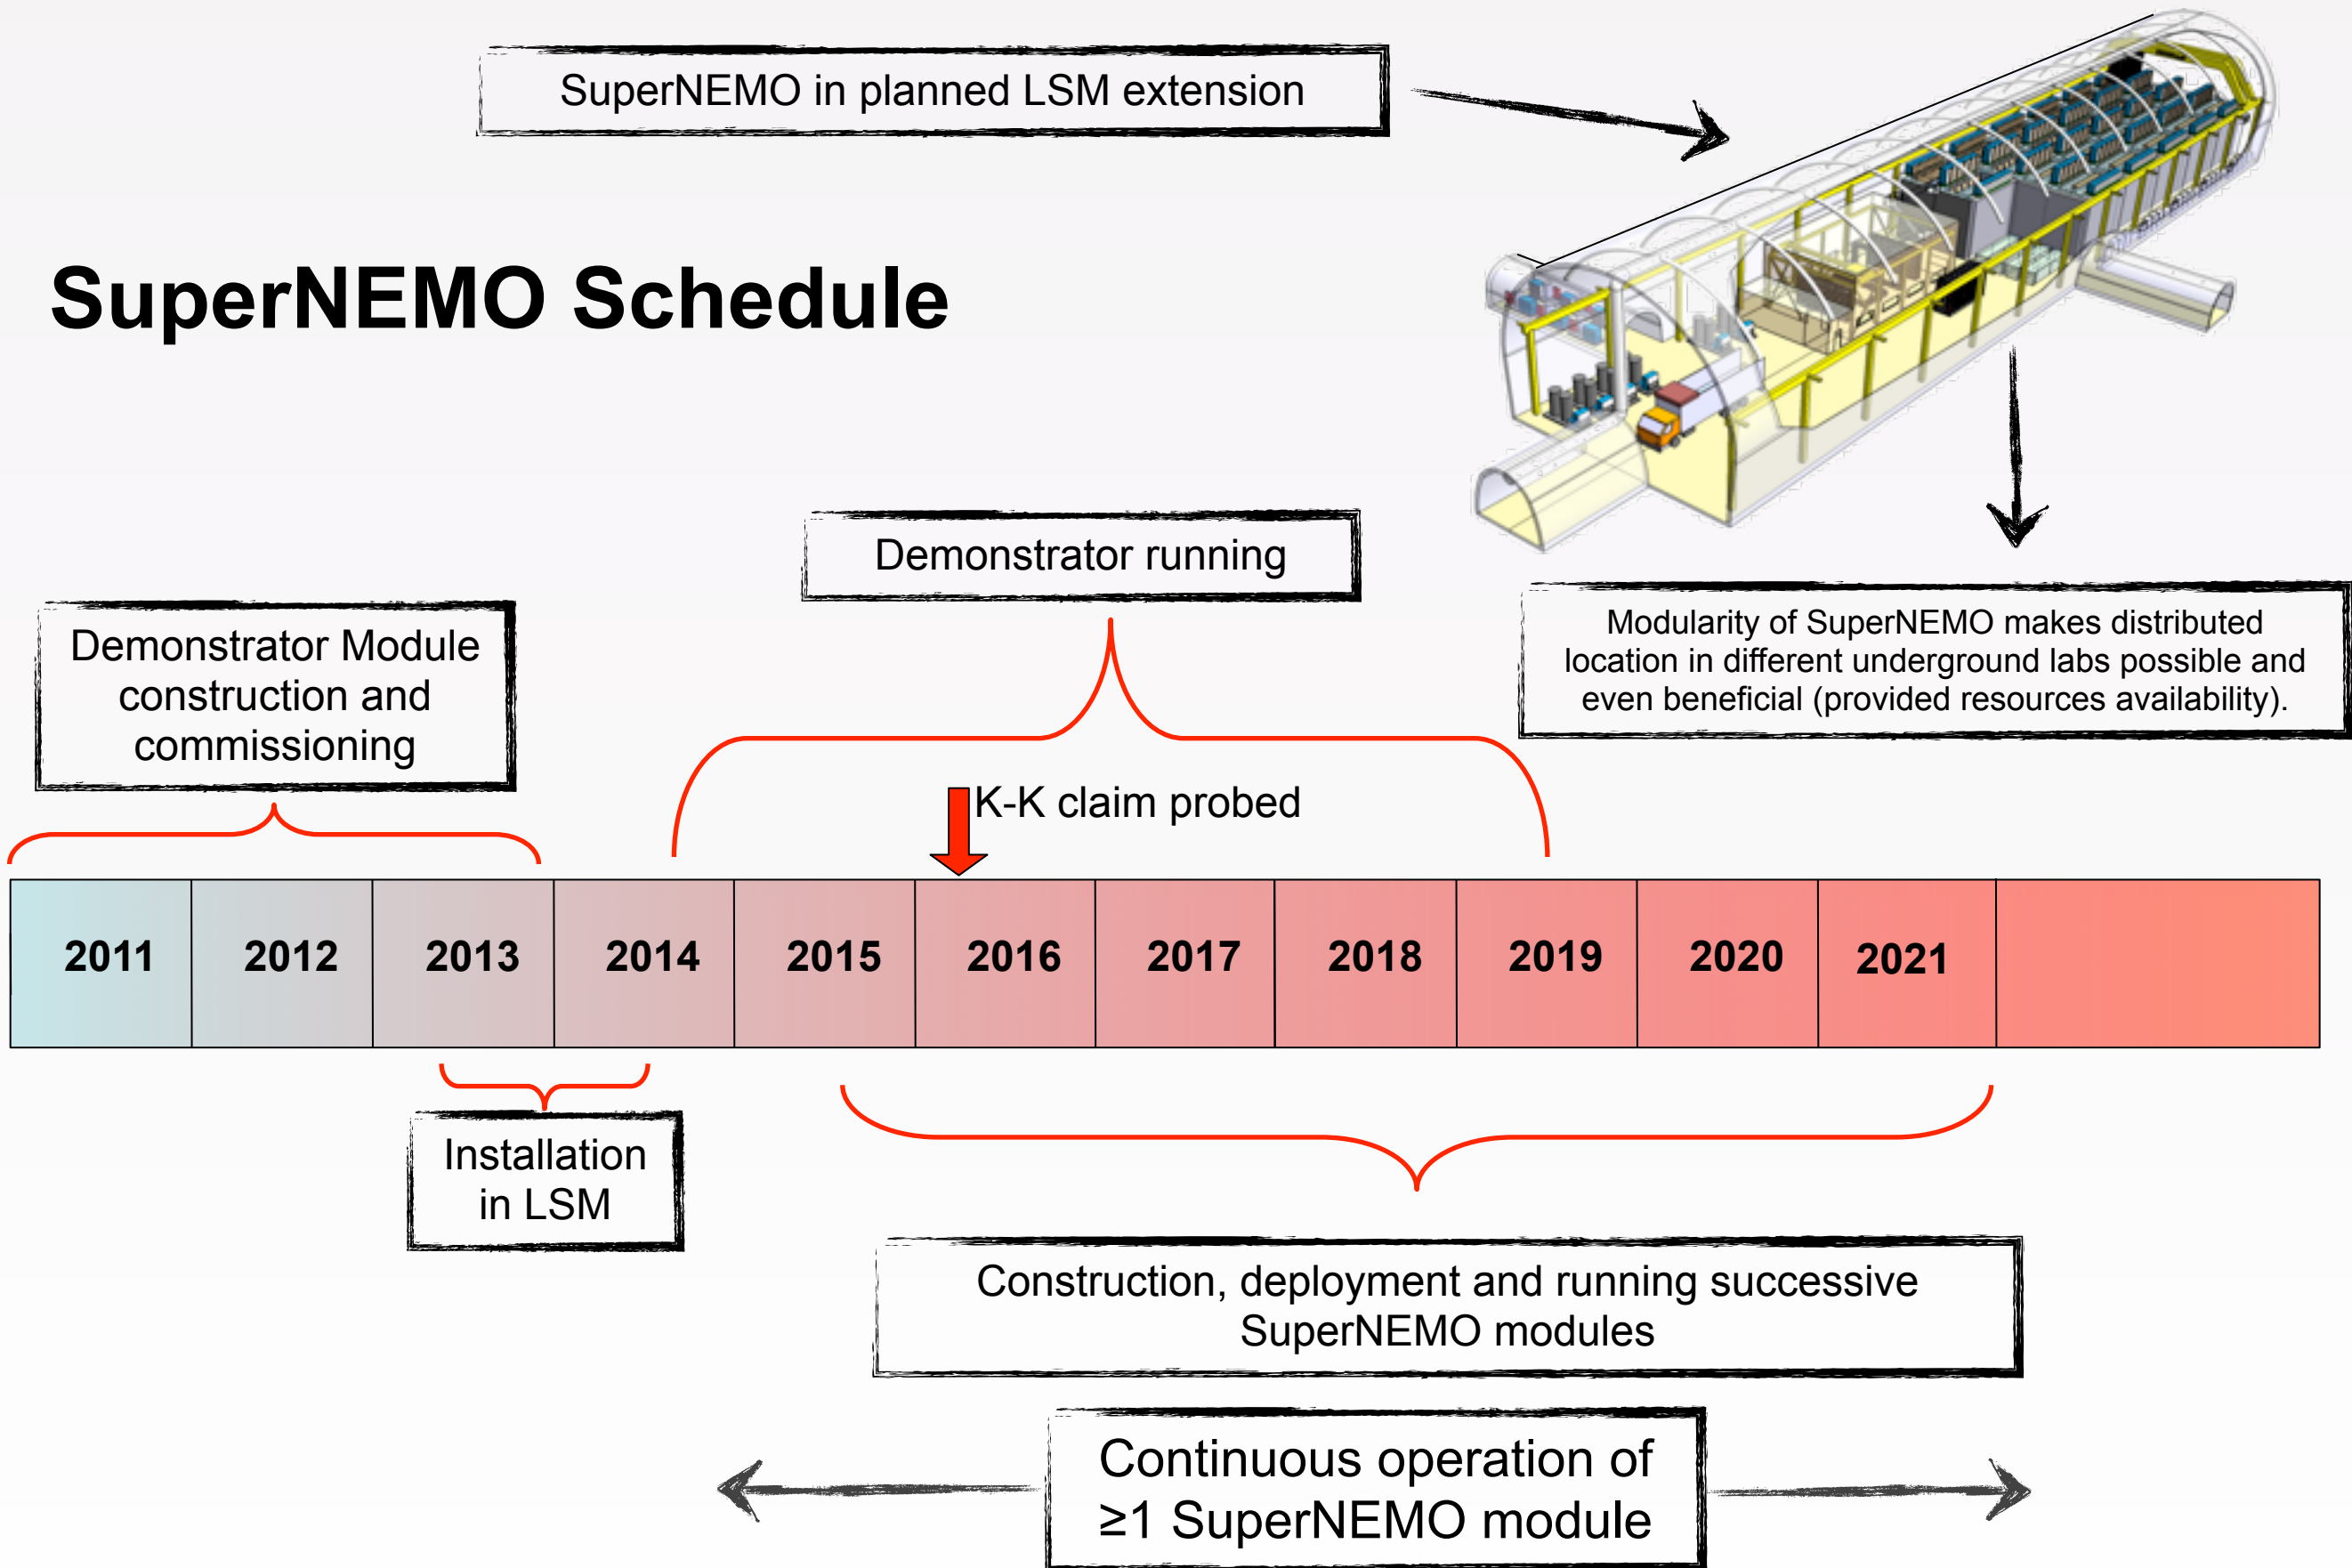 SuperNEMO in planned LSM extension
SuperNEMO Schedule
Demonstrator running
Demonstrator Module
construction and
commissioning
Modularity of SuperNEMO makes distributed
location in different underground labs possible and
even beneficial (provided resources availability).
K-K claim probed
2011 2012 2013 2014 2015 2016 2017 2018 2019 2020 2021
Installation
in LSM
Construction, deployment and running successive
SuperNEMO modules
Continuous operation of
≥1 SuperNEMO module